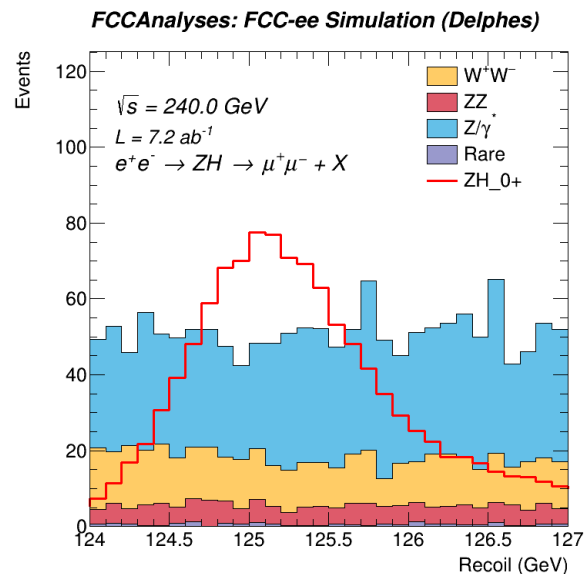 FCCAnalyses: FCC-ee Simulation (Delphes)
Events
120
100
80
60
40
20
0
√s = 240.0 GeV
L = 7.2 ab⁻¹
e⁺e⁻ → ZH → μ⁺μ⁻ + X
W⁺W⁻
ZZ
Z/γ*
Rare
ZH_0+
124 124.5 125 125.5 126 126.5 127
Recoil (GeV)